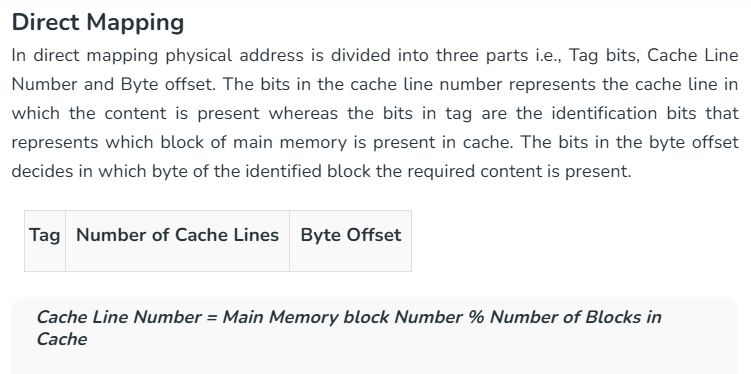 Direct Mapping
In direct mapping physical address is divided into three parts i.e., Tag bits, Cache Line
Number and Byte offset. The bits in the cache line number represents the cache line in
which the content is present whereas the bits in tag are the identification bits that
represents which block of main memory is present in cache. The bits in the byte offset
decides in which byte of the identified block the required content is present.
Tag Number of Cache Lines Byte Offset
Cache Line Number = Main Memory block Number % Number of Blocks in
Cache